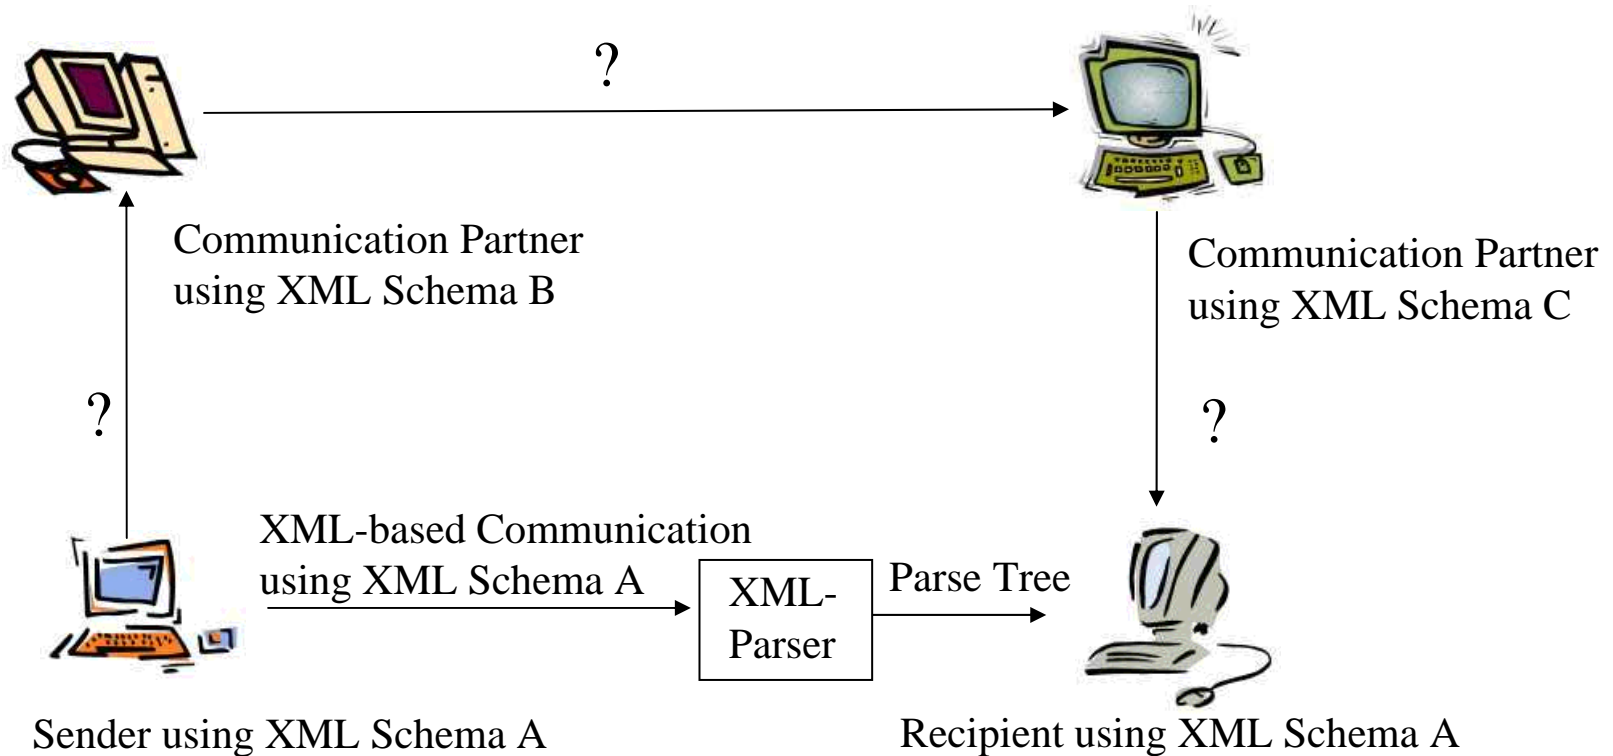 ?
Communication Partner
using XML Schema B
Communication Partner
using XML Schema C
?
?
XML-based Communication
using XML Schema A
XML-
Parser
Parse Tree
Sender using XML Schema A
Recipient using XML Schema A